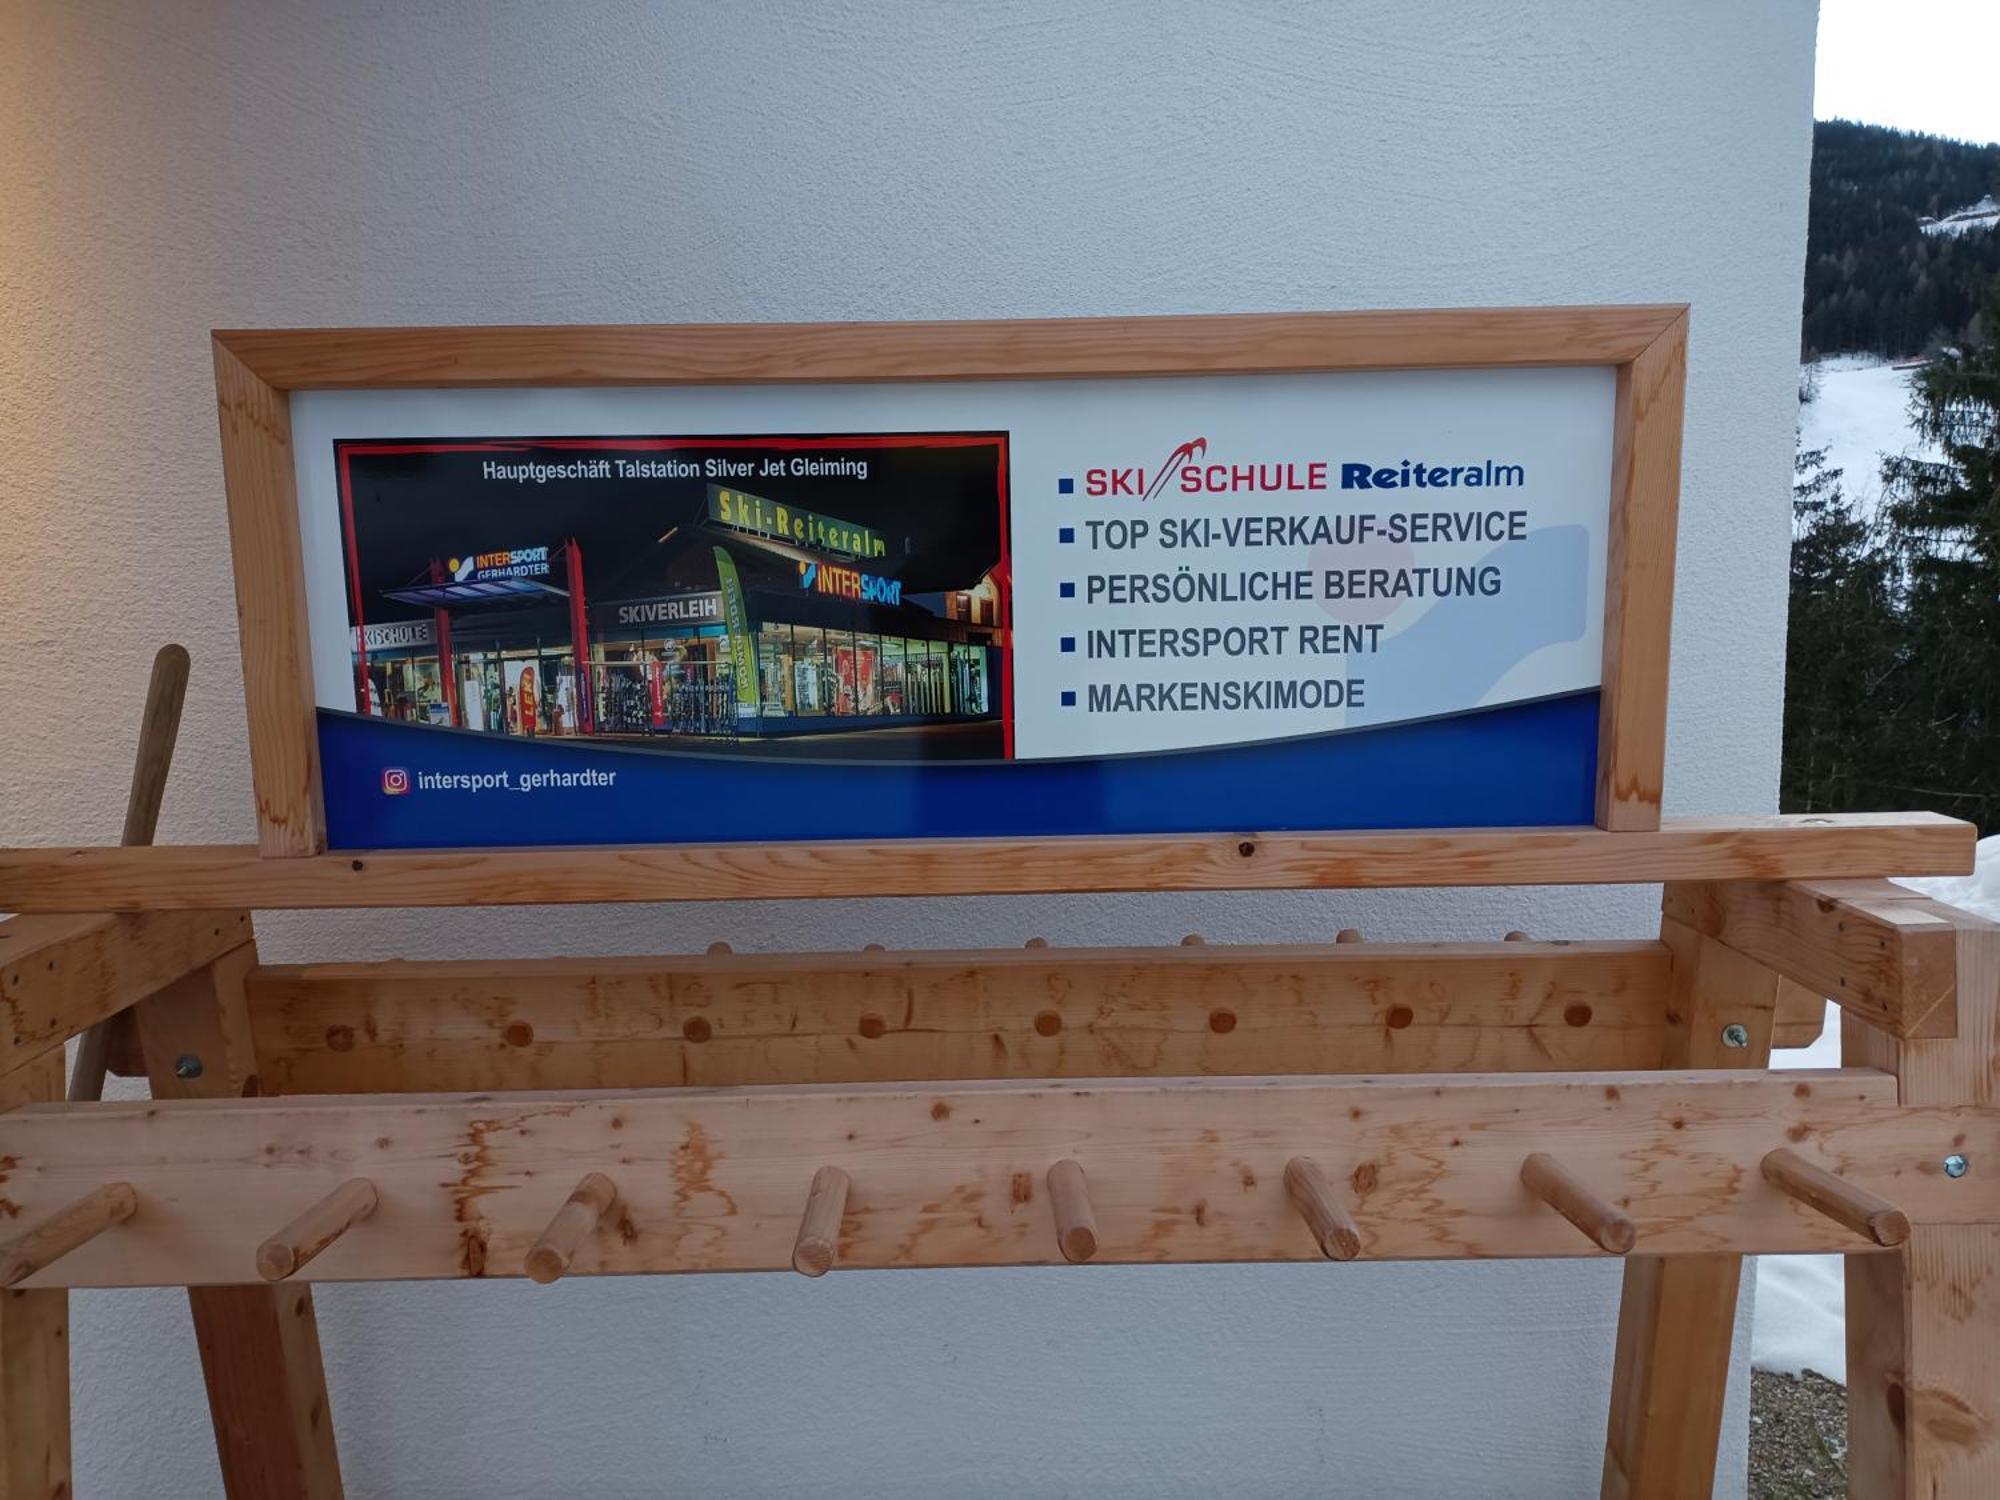 Hauptgeschäft Talstation Silver Jet Gleiming
Ski-Reiteralm
INTERSPORT
GERHARDTER
INTERSPORT
SKIVERLEIH
SKISCHULE
LEKI
intersport_gerhardter
SKI SCHULE Reiteralm
TOP SKI-VERKAUF-SERVICE
PERSÖNLICHE BERATUNG
INTERSPORT RENT
MARKENSKIMODE